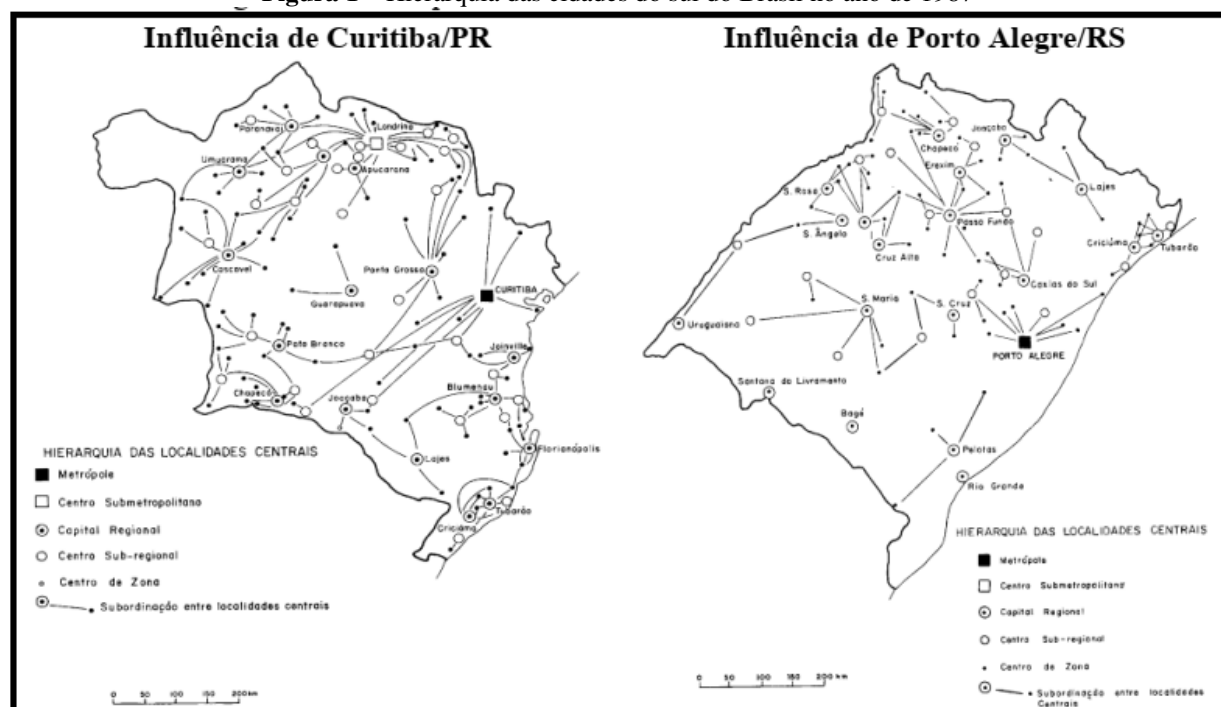 Figura 1 – Hierarquia das cidades do sul do Brasil no ano de 1987
Influência de Curitiba/PR
Paranavaí
Londrina
Umuarama
Apucarana
Cascavel
Ponta Grossa
Guarapuava
CURITIBA
Pato Branco
Joinville
Chapecó
Joaçaba
Blumenau
Lajes
Florianópolis
Tubarão
Criciúma
HIERARQUIA DAS LOCALIDADES CENTRAIS
Metrópole
Centro Submetropolitano
Capital Regional
Centro Sub-regional
Centro de Zona
Subordinação entre localidades centrais
0 50 100 150 200 km
Influência de Porto Alegre/RS
Chapecó
Joaçaba
Erexim
S. Rosa
Lajes
Passo Fundo
S. Ângelo
Cruz Alta
Criciúma
Tubarão
Caxias do Sul
S. Maria
S. Cruz
Uruguaiana
PORTO ALEGRE
Santana do Livramento
Bagé
Pelotas
Rio Grande
HIERARQUIA DAS LOCALIDADES CENTRAIS
Metrópole
Centro Submetropolitano
Capital Regional
Centro Sub-regional
Centro de Zona
Subordinação entre localidades
Centrais
0 50 100 150 200 km